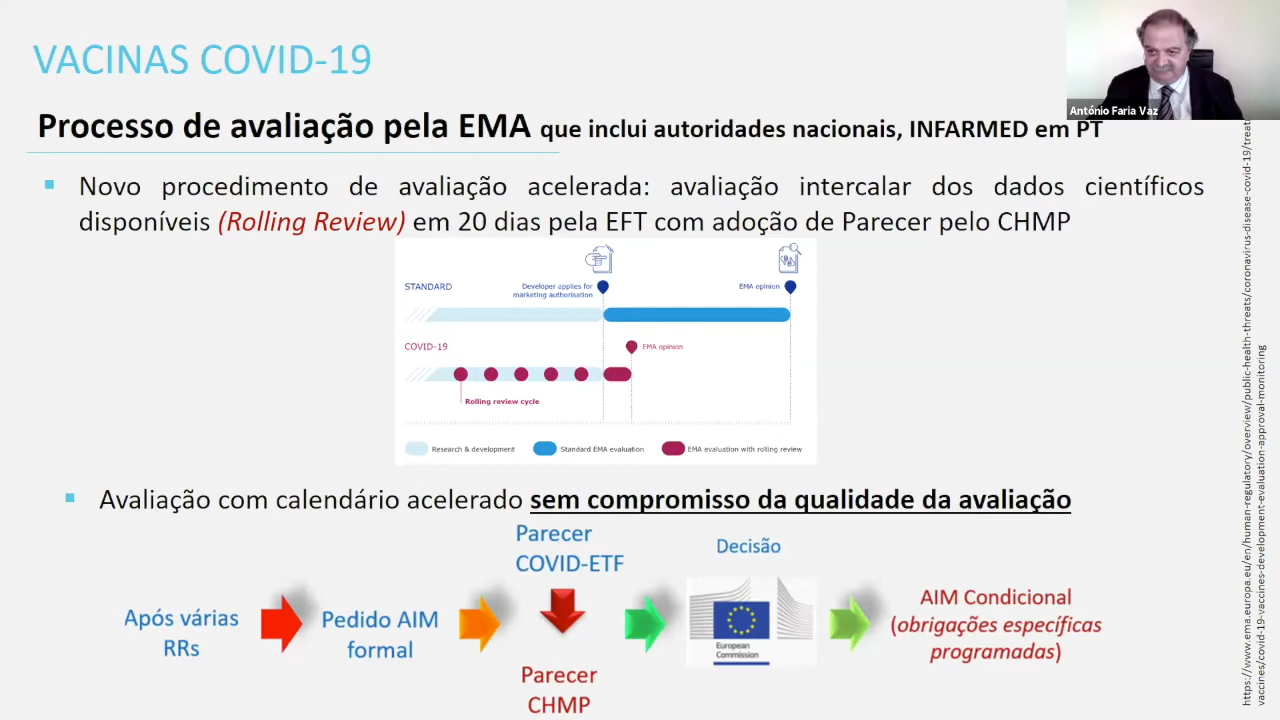 VACINAS COVID-19
António Faria Vaz
Processo de avaliação pela EMA que inclui autoridades nacionais, INFARMED em PT
Novo procedimento de avaliação acelerada: avaliação intercalar dos dados científicos
disponíveis (Rolling Review) em 20 dias pela EFT com adoção de Parecer pelo CHMP
STANDARD
Developer applies for
marketing authorisation
EMA opinion
COVID-19
EMA opinion
Rolling review cycle
Research & development
Standard EMA evaluation
EMA evaluation with rolling review
Avaliação com calendário acelerado sem compromisso da qualidade da avaliação
Após várias
RRs
Pedido AIM
formal
Parecer
COVID-ETF
Parecer
CHMP
Decisão
European
Commission
AIM Condicional
(obrigações específicas
programadas)
https://www.ema.europa.eu/en/human-regulatory/overview/public-health-threats/coronavirus-disease-covid-19/treat
vaccines/covid-19-vaccines-development-evaluation-approval-monitoring